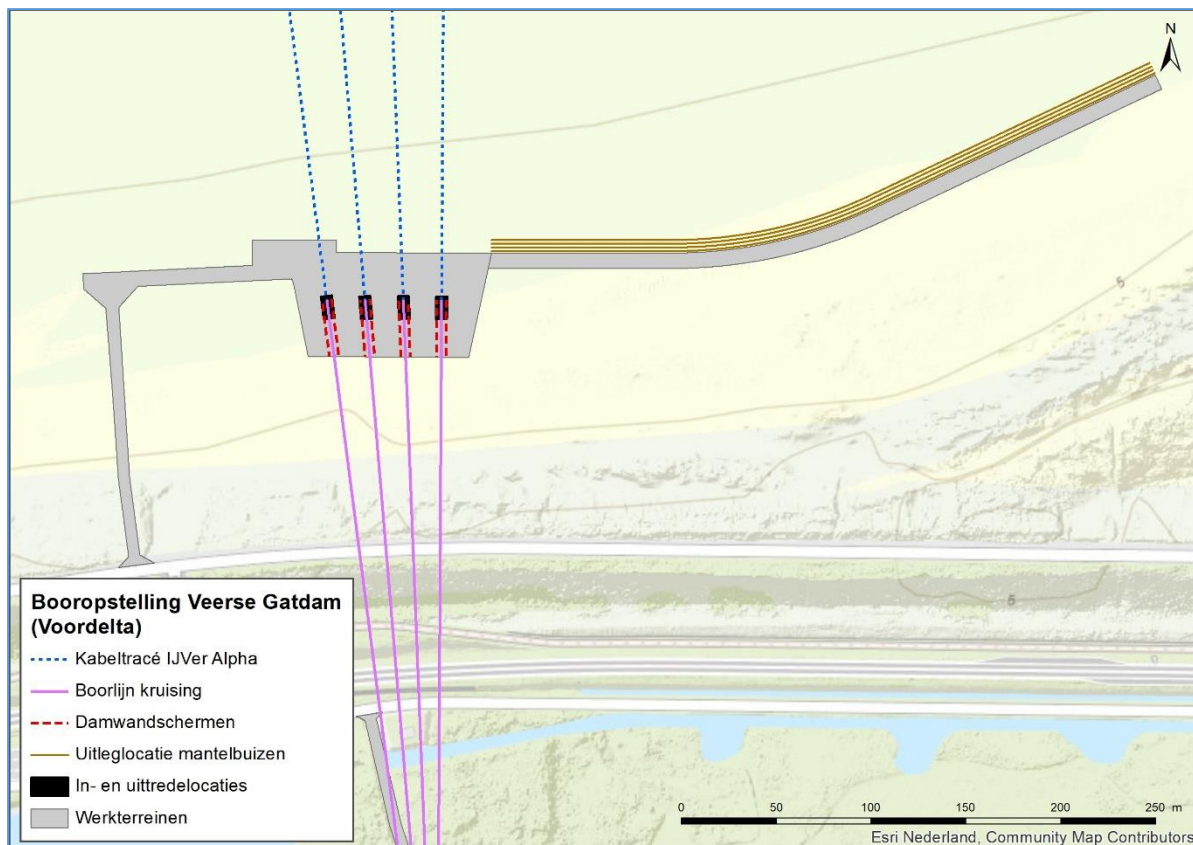 N
5
5
0
Booropstelling Veerse Gatdam
(Voordelta)
Kabeltracé IJVer Alpha
Boorlijn kruising
Damwandschermen
Uitleglocatie mantelbuizen
In- en uittredelocaties
Werkterreinen
0 50 100 150 200 250 m
Esri Nederland, Community Map Contributors